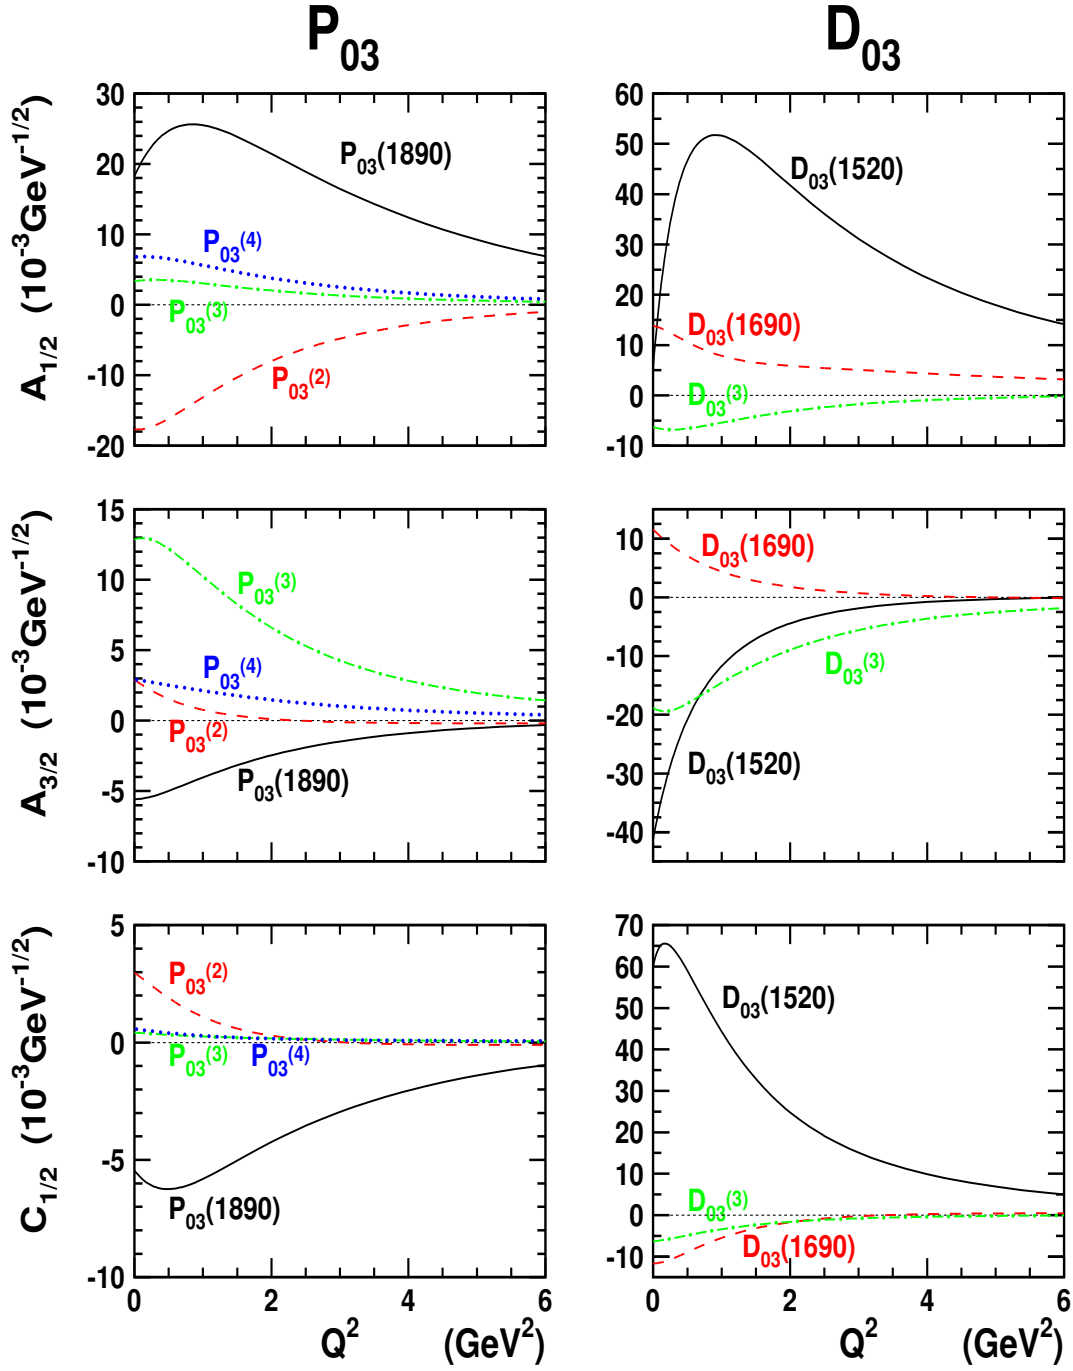 P03 D03
A1/2 (10-3GeV-1/2)
30
20
10
0
-10
-20
P03(1890)
P03(4)
P03(3)
P03(2)
60
50
40
30
20
10
0
-10
D03(1520)
D03(1690)
D03(3)
A3/2 (10-3GeV-1/2)
15
10
5
0
-5
-10
P03(3)
P03(4)
P03(2)
P03(1890)
10
0
-10
-20
-30
-40
D03(1690)
D03(3)
D03(1520)
C1/2 (10-3GeV-1/2)
5
0
-5
-10
P03(2)
P03(3) P03(4)
P03(1890)
0 2 4 6
Q2 (GeV2)
70
60
50
40
30
20
10
0
-10
D03(1520)
D03(3)
D03(1690)
0 2 4 6
Q2 (GeV2)